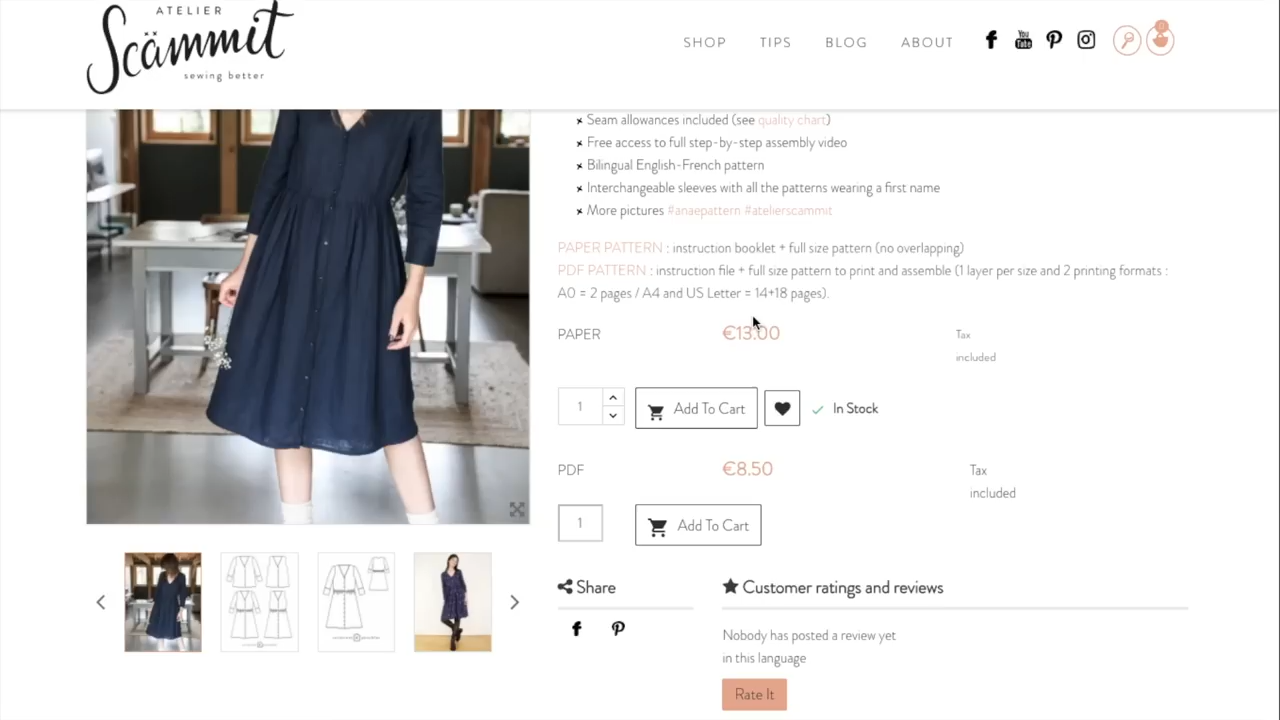 ATELIER
Scämmit
sewing better
SHOP
TIPS
BLOG
ABOUT
You
Tube
0
Seam allowances included (see quality chart)
Free access to full step-by-step assembly video
Bilingual English-French pattern
Interchangeable sleeves with all the patterns wearing a first name
More pictures #anaepattern #atelierscammit
PAPER PATTERN : instruction booklet + full size pattern (no overlapping)
PDF PATTERN : instruction file + full size pattern to print and assemble (1 layer per size and 2 printing formats :
A0 = 2 pages / A4 and US Letter = 14+18 pages).
PAPER
€13.00
Tax
included
1
Add To Cart
In Stock
PDF
€8.50
Tax
included
1
Add To Cart
Share
Customer ratings and reviews
Nobody has posted a review yet
in this language
Rate It